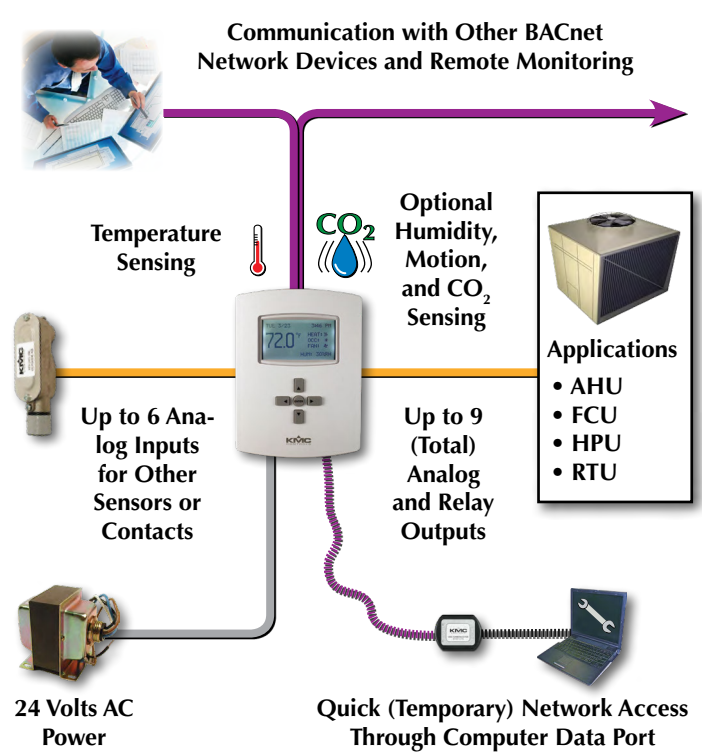 Communication with Other BACnet
Network Devices and Remote Monitoring
Temperature
Sensing
CO2
Optional
Humidity,
Motion,
and CO2
Sensing
72.0°F
KMC
Up to 6 Ana-
log Inputs
for Other
Sensors or
Contacts
Up to 9
(Total)
Analog
and Relay
Outputs
Applications
• AHU
• FCU
• HPU
• RTU
KMC
KMC
24 Volts AC
Power
Quick (Temporary) Network Access
Through Computer Data Port